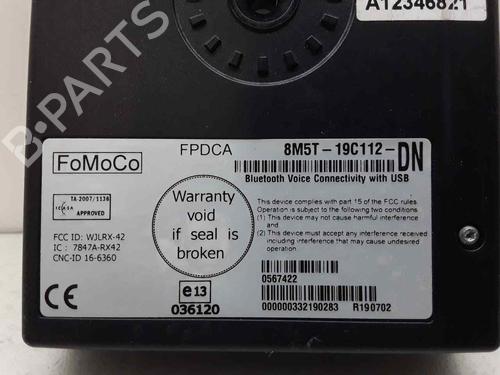 A12346821
B-PARTS
FoMoCo
FPDCA
8M5T-19C112-DN
Bluetooth Voice Connectivity with USB
ICASA
TA-2007/1136
APPROVED
FCC ID: WJLRX-42
IC : 7847A-RX42
CNC-ID 16-6360
CE
Warranty
void
if seal is
broken
e13
036120
This device complies with part 15 of the FCC rules.
Operation is subject to the following two conditions.
(1) This device may not cause harmful interference
and
(2) This device must accept any interference received,
including interference that may cause undesired
operation.
0567422
000000332190283 R190702